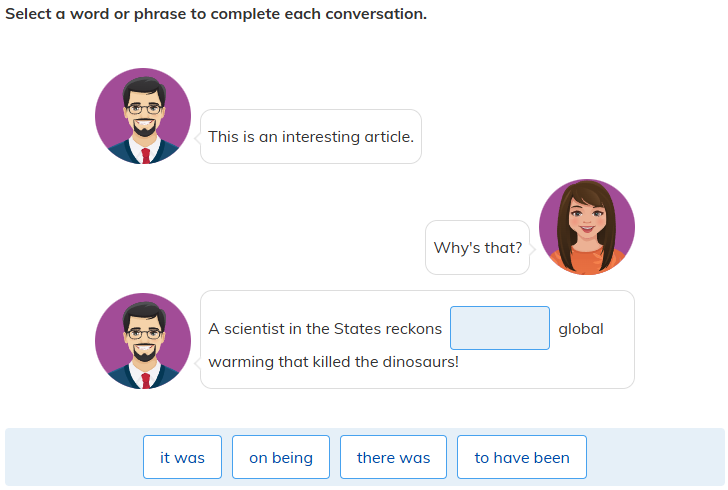 Select a word or phrase to complete each conversation.
This is an interesting article.
Why's that?
A scientist in the States reckons global
warming that killed the dinosaurs!
it was on being there was to have been